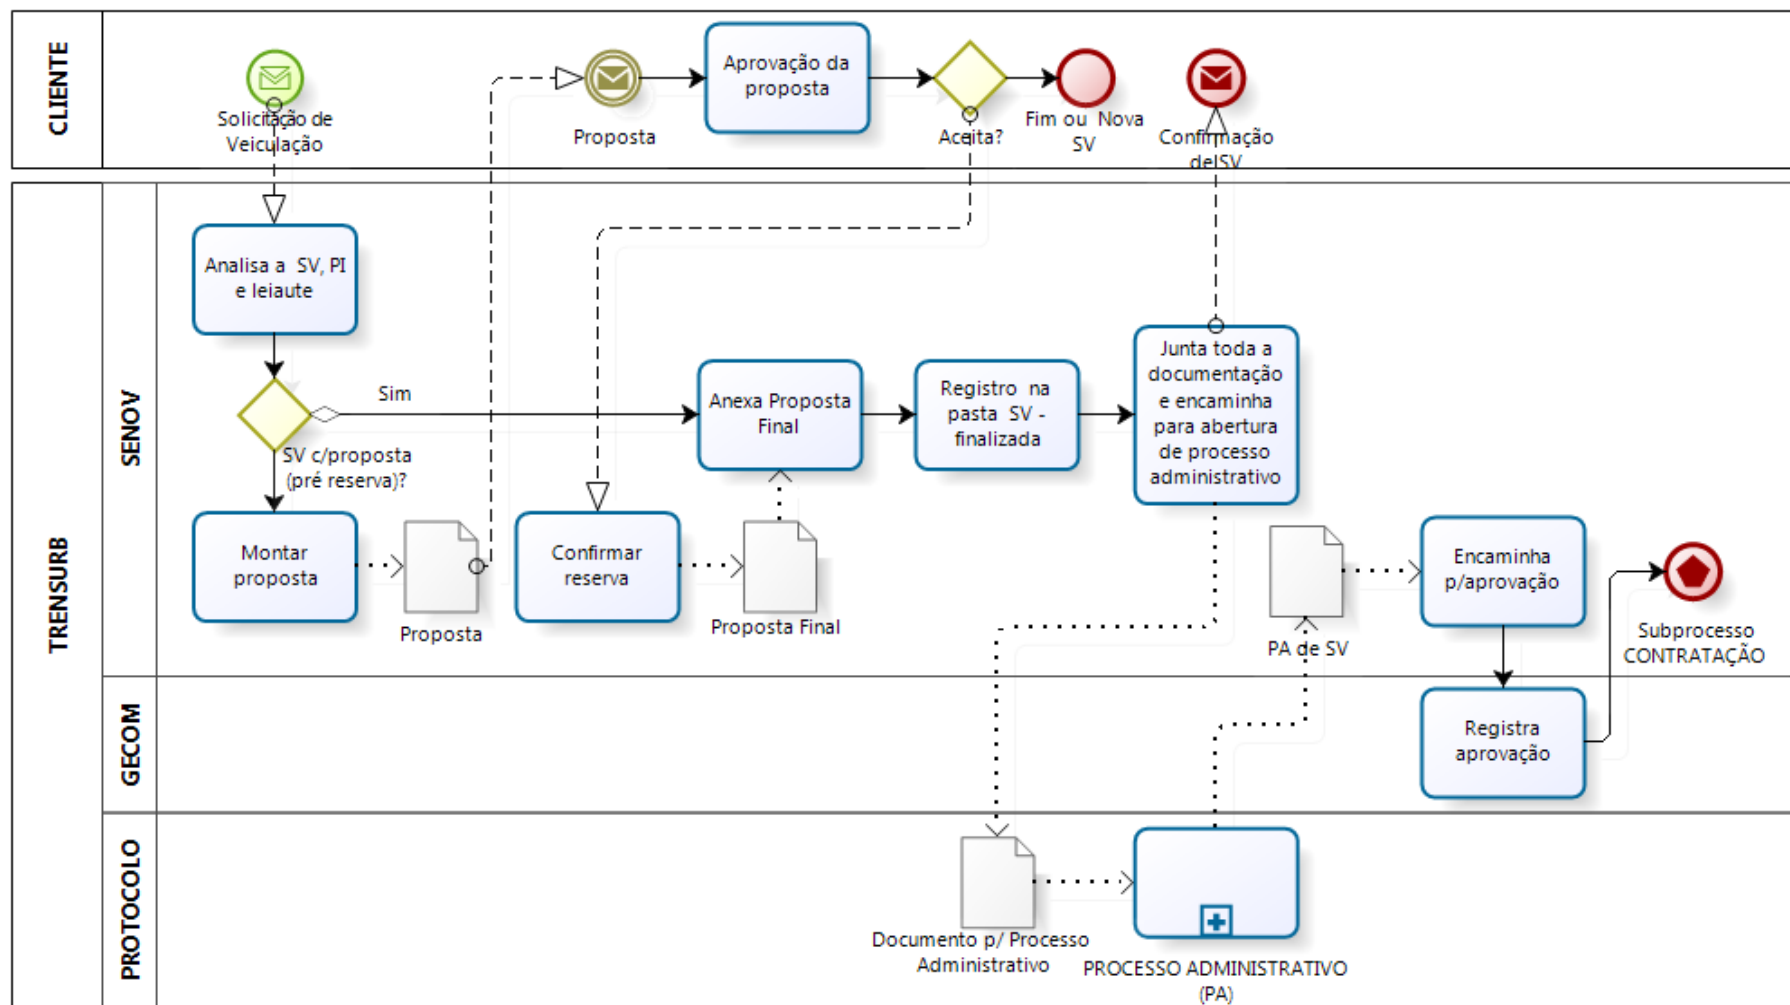 CLIENTE
Solicitação de
Veiculação
Proposta
Aprovação da
proposta
Aceita?
Fim ou Nova
SV
Confirmação
de SV
TRENSURB
SENOV
Analisa a SV, PI
e leiaute
Sim
SV c/proposta
(pré reserva)?
Montar
proposta
Proposta
Confirmar
reserva
Proposta Final
Anexa Proposta
Final
Registro na
pasta SV -
finalizada
Junta toda a
documentação
e encaminha
para abertura
de processo
administrativo
PA de SV
Encaminha
p/aprovação
Subprocesso
CONTRATAÇÃO
GECOM
Registra
aprovação
PROTOCOLO
Documento p/ Processo
Administrativo
PROCESSO ADMINISTRATIVO
(PA)